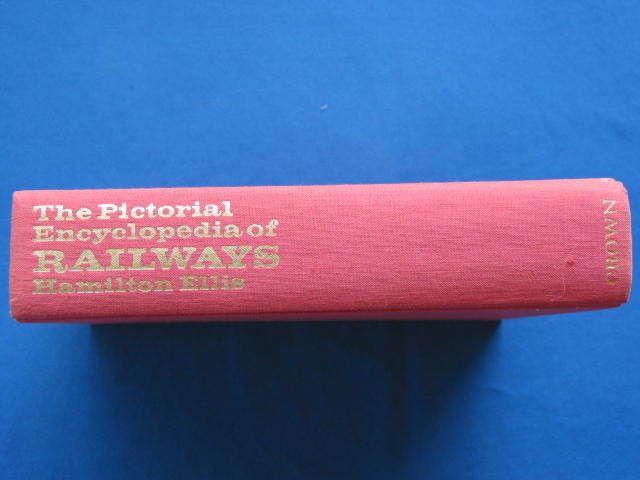 The Pictorial
Encyclopedia of
RAILWAYS
Hamilton Ellis
CROWN